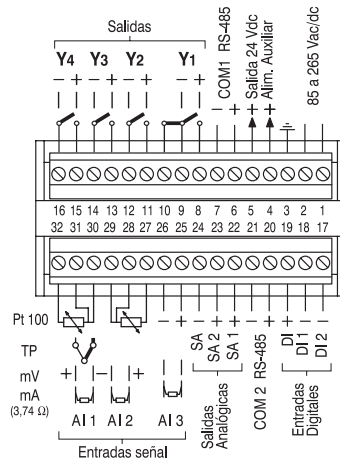 Salidas
Y4 Y3 Y2 Y1
− + − + − + − +
− +
COM1 RS-485
+ Salida 24 Vdc
+ Alim. Auxiliar
85 a 265 Vac/dc
16 15 14 13 12 11 10 9 8 7 6 5 4 3 2 1
32 31 30 29 28 27 26 25 24 23 22 21 20 19 18 17
Pt 100
− +
SA
SA 2
SA 1
− +
COM 2 RS-485
DI
DI 1
DI 2
TP
mV + − + −
mA
(3,74 Ω)
AI 1 AI 2 AI 3
Entradas señal
Salidas
Analógicas
Entradas
Digitales